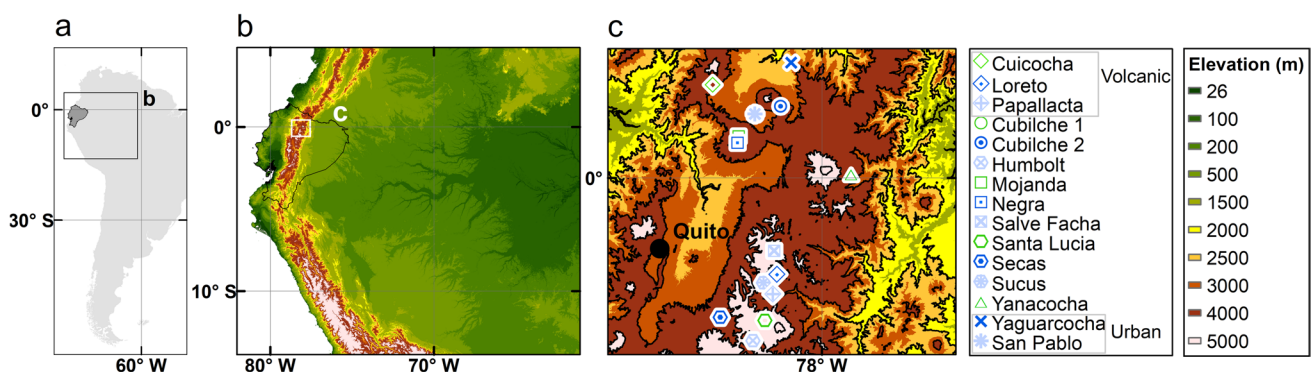 a
b
c
0°
30° S
60° W
b
0°
10° S
80° W
70° W
c
0°
78° W
Quito
Cuicocha
Loreto
Papallacta
Volcanic
Cubilche 1
Cubilche 2
Humbolt
Mojanda
Negra
Salve Facha
Santa Lucia
Secas
Sucus
Yanacocha
Yaguarcocha
San Pablo
Urban
Elevation (m)
26
100
200
500
1500
2000
2500
3000
4000
5000